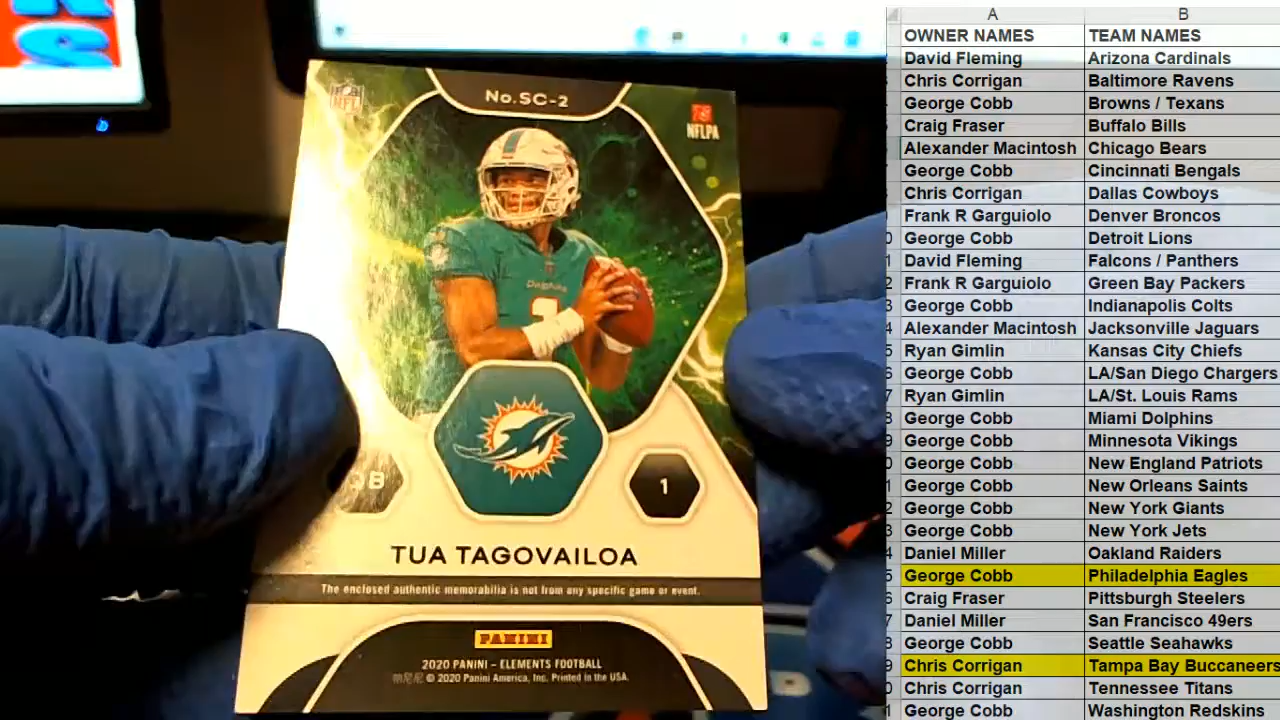 No.SC-2
NFL
NFLPA
Dolphins
1
QB
1
TUA TAGOVAILOA
The enclosed authentic memorabilia is not from any specific game or event.
PANINI
2020 PANINI - ELEMENTS FOOTBALL
© 2020 Panini America, Inc. Printed in the USA.
A B
OWNER NAMES TEAM NAMES
David Fleming Arizona Cardinals
Chris Corrigan Baltimore Ravens
George Cobb Browns / Texans
Craig Fraser Buffalo Bills
Alexander Macintosh Chicago Bears
George Cobb Cincinnati Bengals
Chris Corrigan Dallas Cowboys
Frank R Garguiolo Denver Broncos
George Cobb Detroit Lions
David Fleming Falcons / Panthers
Frank R Garguiolo Green Bay Packers
George Cobb Indianapolis Colts
Alexander Macintosh Jacksonville Jaguars
Ryan Gimlin Kansas City Chiefs
George Cobb LA/San Diego Chargers
Ryan Gimlin LA/St. Louis Rams
George Cobb Miami Dolphins
George Cobb Minnesota Vikings
George Cobb New England Patriots
George Cobb New Orleans Saints
George Cobb New York Giants
George Cobb New York Jets
Daniel Miller Oakland Raiders
George Cobb Philadelphia Eagles
Craig Fraser Pittsburgh Steelers
Daniel Miller San Francisco 49ers
George Cobb Seattle Seahawks
Chris Corrigan Tampa Bay Buccaneers
Chris Corrigan Tennessee Titans
George Cobb Washington Redskins